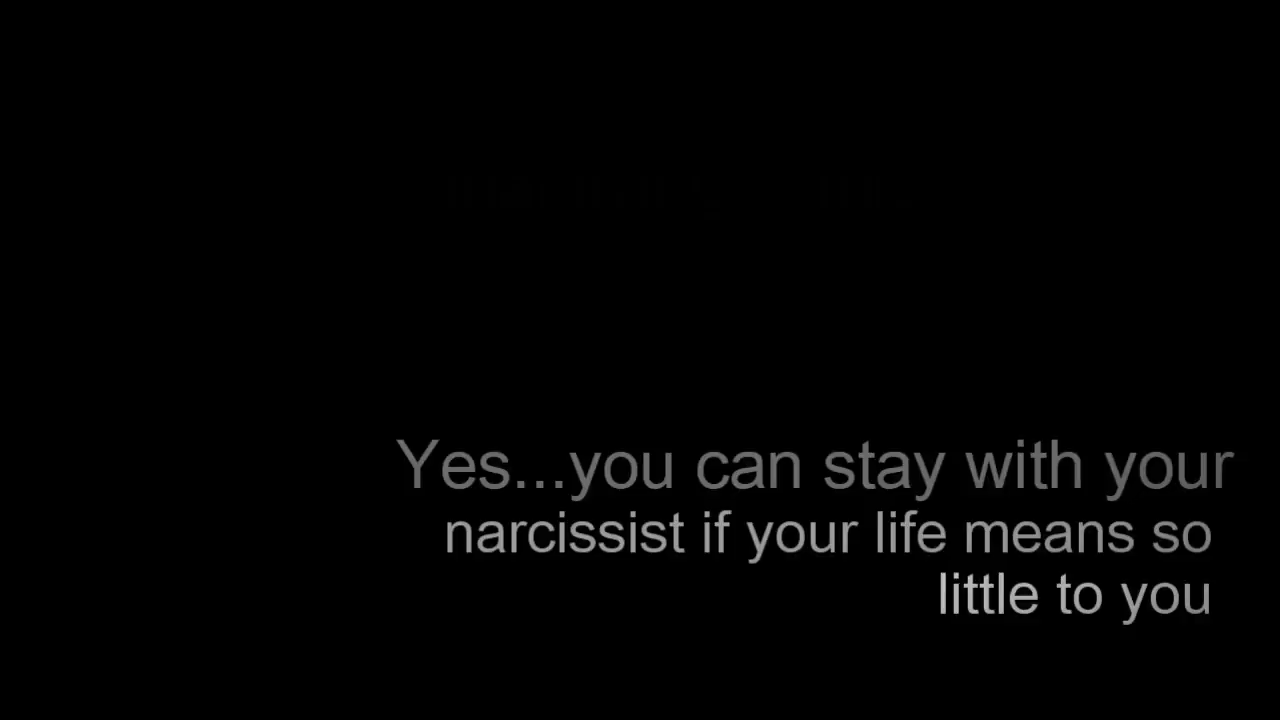 Yes...you can stay with your
narcissist if your life means so
little to you